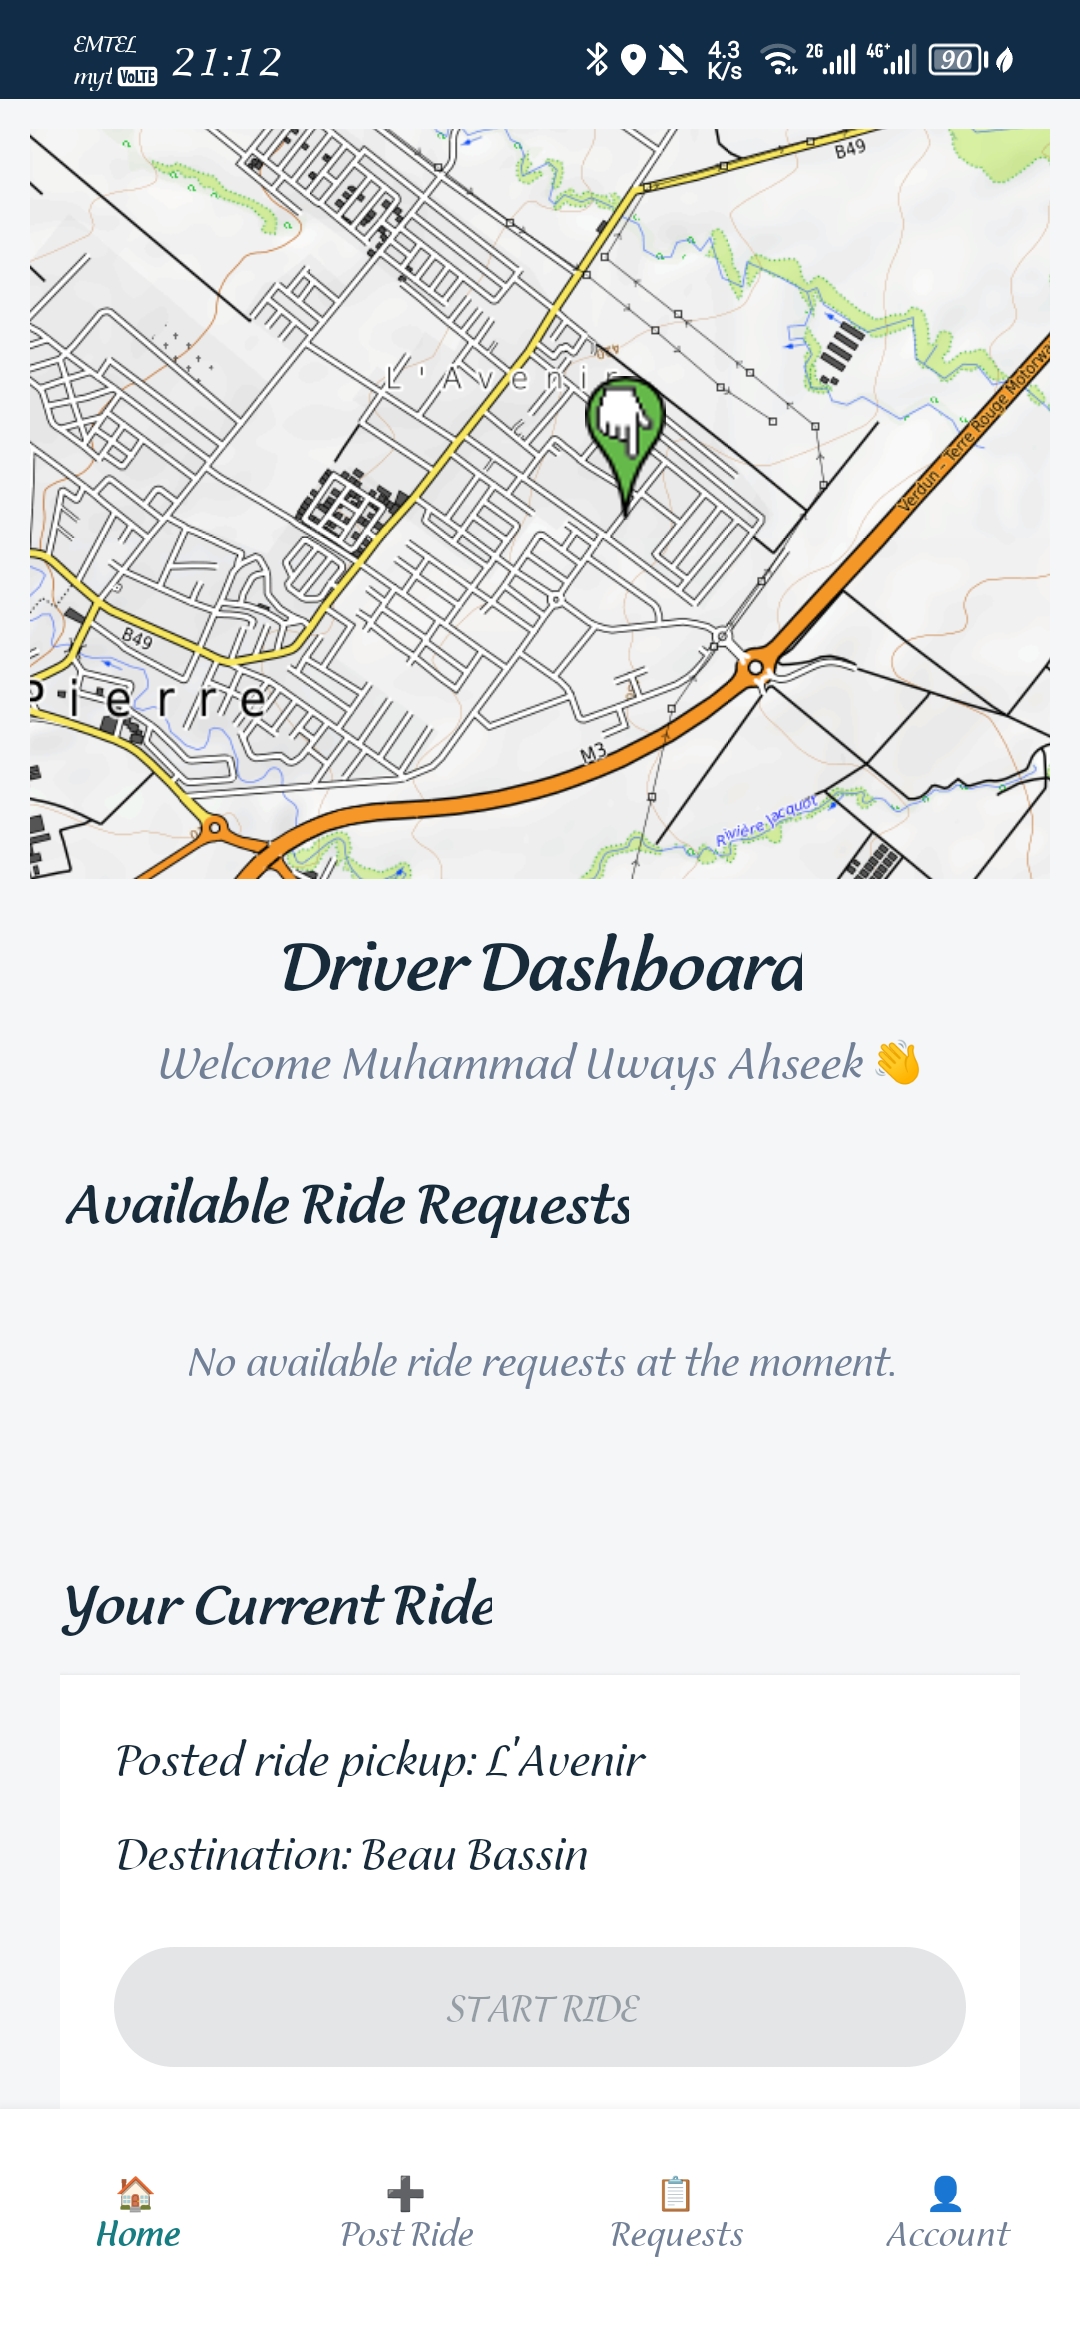 EMTEL
myt VoLTE
21:12
4.3
K/s
2G
4G+
90
B49
L'Avenir
Verdun - Terre Rouge Motorwa
B49
Pierre
M3
Rivière Jacquot
Driver Dashboard
Welcome Muhammad Uways Ahseek 👋
Available Ride Requests
No available ride requests at the moment.
Your Current Ride
Posted ride pickup: L'Avenir
Destination: Beau Bassin
START RIDE
Home
Post Ride
Requests
Account